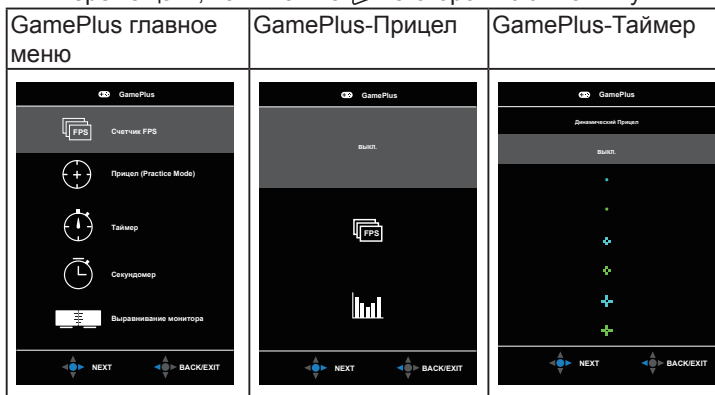 GamePlus главное меню
GamePlus-Прицел
GamePlus-Таймер
GamePlus
FPS
Счетчик FPS
Прицел (Practice Mode)
Таймер
Секундомер
Выравнивание монитора
NEXT
BACK/EXIT
GamePlus
выкл.
FPS
NEXT
BACK/EXIT
GamePlus
Динамический Прицел
выкл.
NEXT
BACK/EXIT